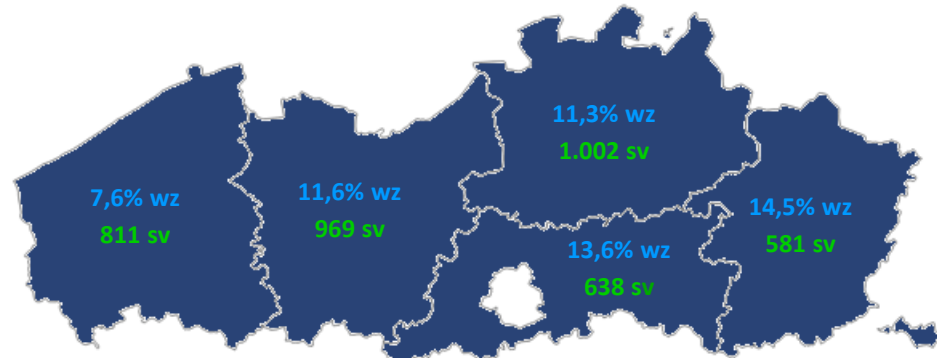 7,6% wz
811 sv
11,6% wz
969 sv
11,3% wz
1.002 sv
13,6% wz
638 sv
14,5% wz
581 sv